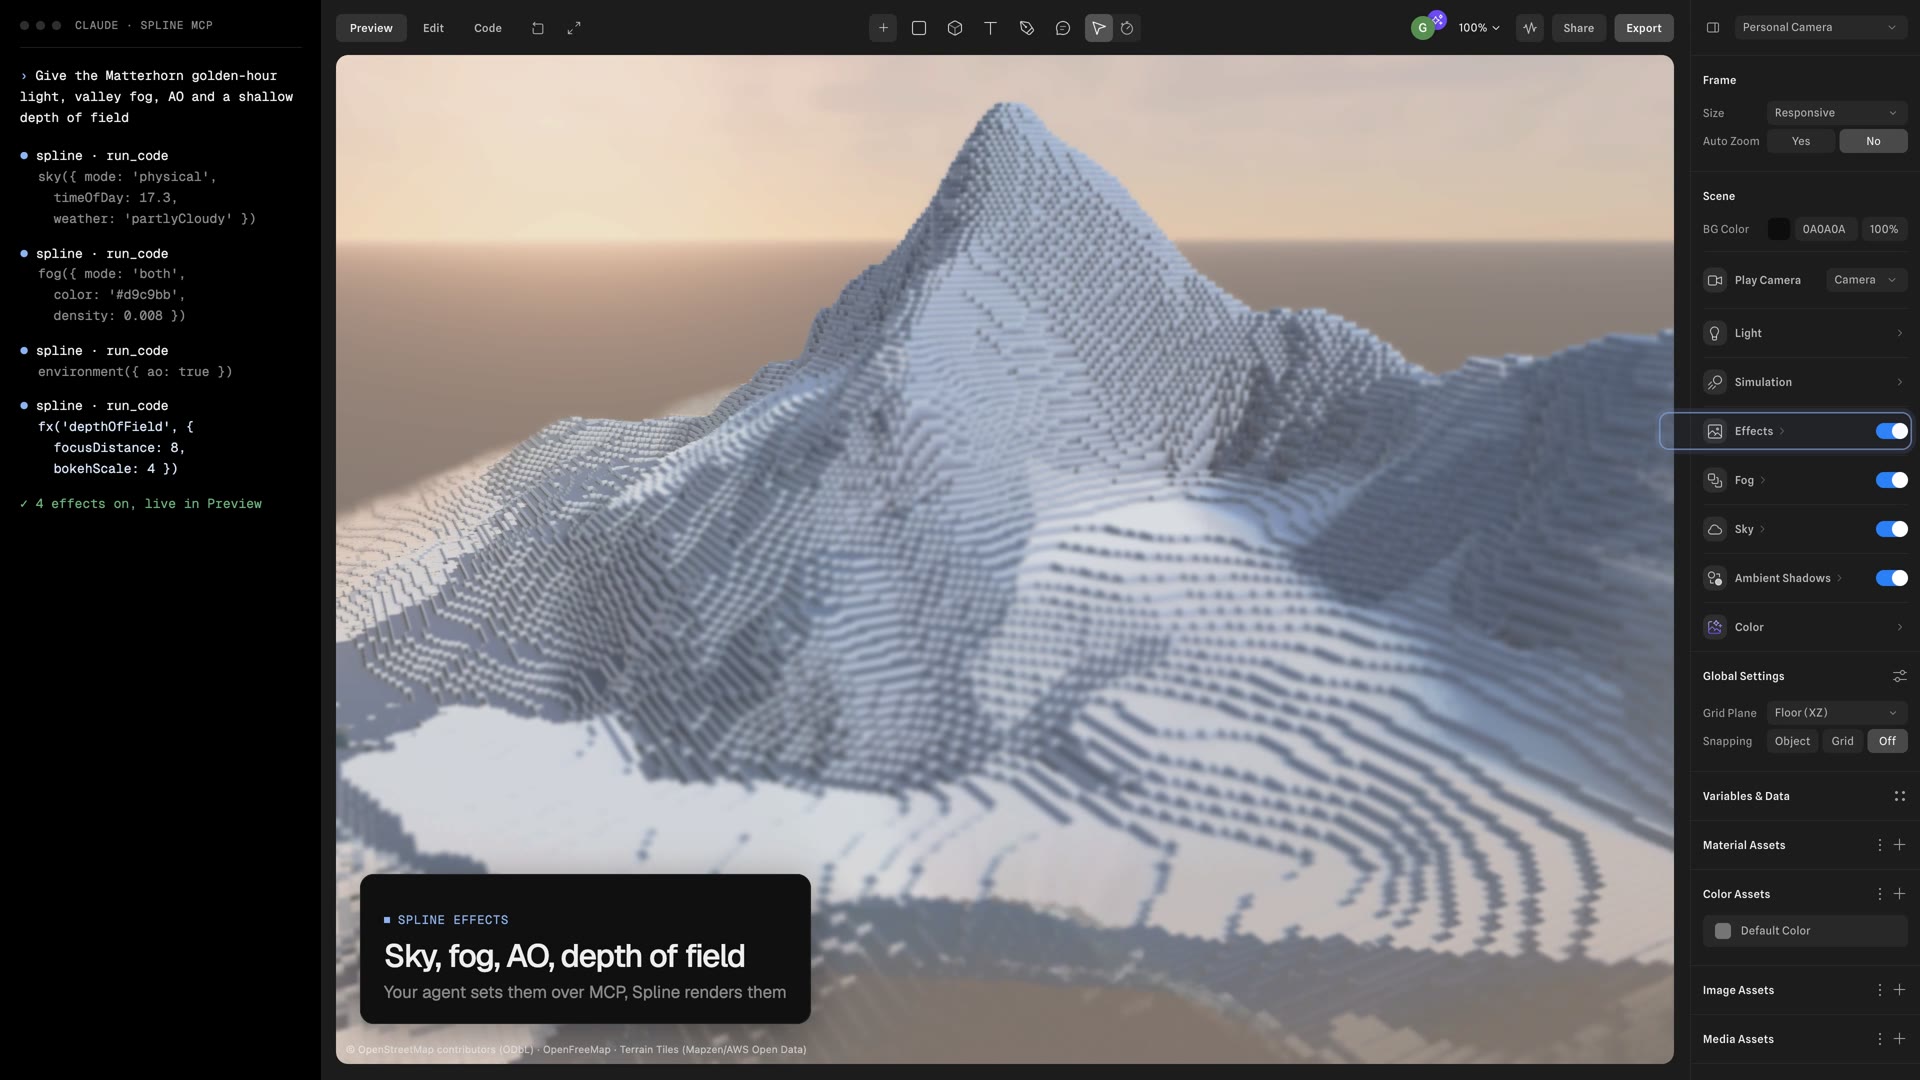 CLAUDE · SPLINE MCP
› Give the Matterhorn golden-hour
light, valley fog, AO and a shallow
depth of field
spline · run_code
sky({ mode: 'physical',
timeOfDay: 17.3,
weather: 'partlyCloudy' })
spline · run_code
fog({ mode: 'both',
color: '#d9c9bb',
density: 0.008 })
spline · run_code
environment({ ao: true })
spline · run_code
fx('depthOfField', {
focusDistance: 8,
bokehScale: 4 })
✓ 4 effects on, live in Preview
Preview Edit Code
G 100% Share Export
SPLINE EFFECTS
Sky, fog, AO, depth of field
Your agent sets them over MCP, Spline renders them
© OpenStreetMap contributors (ODbL) · OpenFreeMap · Terrain Tiles (Mapzen/AWS Open Data)
Personal Camera
Frame
Size Responsive
Auto Zoom Yes No
Scene
BG Color 0A0A0A 100%
Play Camera Camera
Light
Simulation
Effects
Fog
Sky
Ambient Shadows
Color
Global Settings
Grid Plane Floor (XZ)
Snapping Object Grid Off
Variables & Data
Material Assets
Color Assets
Default Color
Image Assets
Media Assets